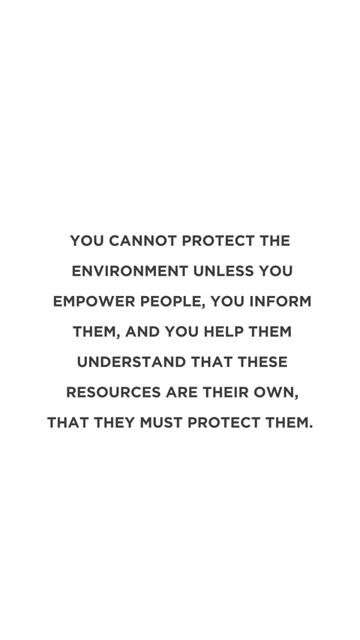 YOU CANNOT PROTECT THE
ENVIRONMENT UNLESS YOU
EMPOWER PEOPLE, YOU INFORM
THEM, AND YOU HELP THEM
UNDERSTAND THAT THESE
RESOURCES ARE THEIR OWN,
THAT THEY MUST PROTECT THEM.